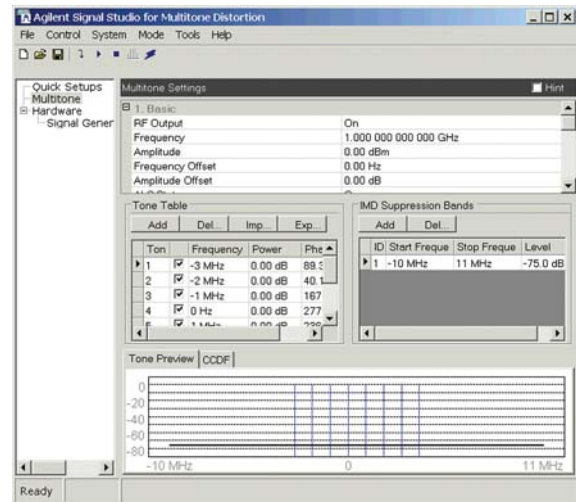 Agilent Signal Studio for Multitone Distortion
File Control System Mode Tools Help
Quick Setups
Multitone
Hardware
Signal Gener
Multitone Settings
Hint
1. Basic
RF Output On
Frequency 1.000 000 000 000 GHz
Amplitude 0.00 dBm
Frequency Offset 0.00 Hz
Amplitude Offset 0.00 dB
Tone Table
Add Del... Imp... Exp...
Ton Frequency Power Pha
1 -3 MHz 0.00 dB 89.3
2 -2 MHz 0.00 dB 40.1
3 -1 MHz 0.00 dB 167
4 0 Hz 0.00 dB 277
IMD Suppression Bands
Add Del...
ID Start Freque Stop Freque Level
1 -10 MHz 11 MHz -75.0 dB
Tone Preview CCDF
0
-20
-40
-60
-80
-10 MHz 0 11 MHz
Ready